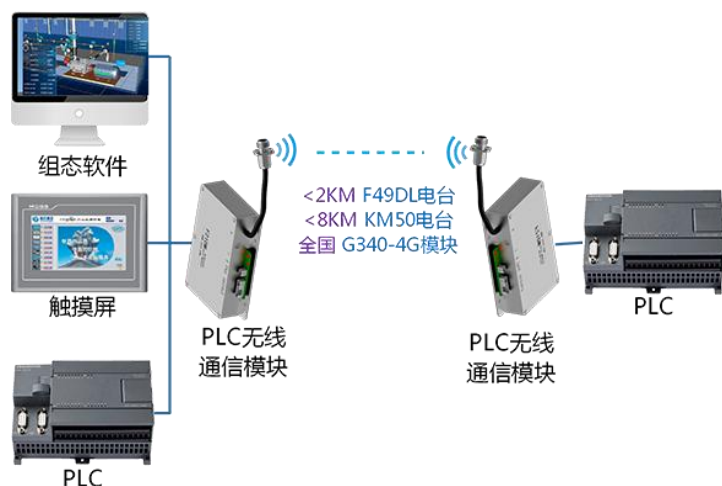 组态软件
<2KM F49DL电台
<8KM KM50电台
全国 G340-4G模块
触摸屏
PLC
PLC无线
通信模块
PLC无线
通信模块
PLC